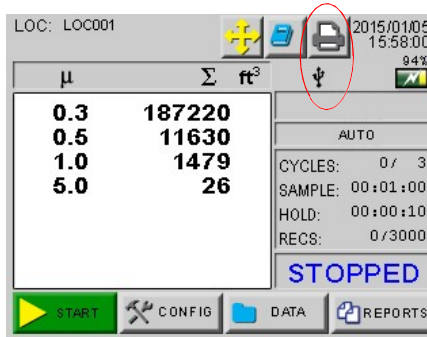 LOC: LOC001
2015/01/05
15:58:00
94%
μ Σ ft³
0.3 187220
0.5 11630
1.0 1479
5.0 26
AUTO
CYCLES: 0/ 3
SAMPLE: 00:01:00
HOLD: 00:00:10
RECS: 0/3000
STOPPED
START CONFIG DATA REPORTS